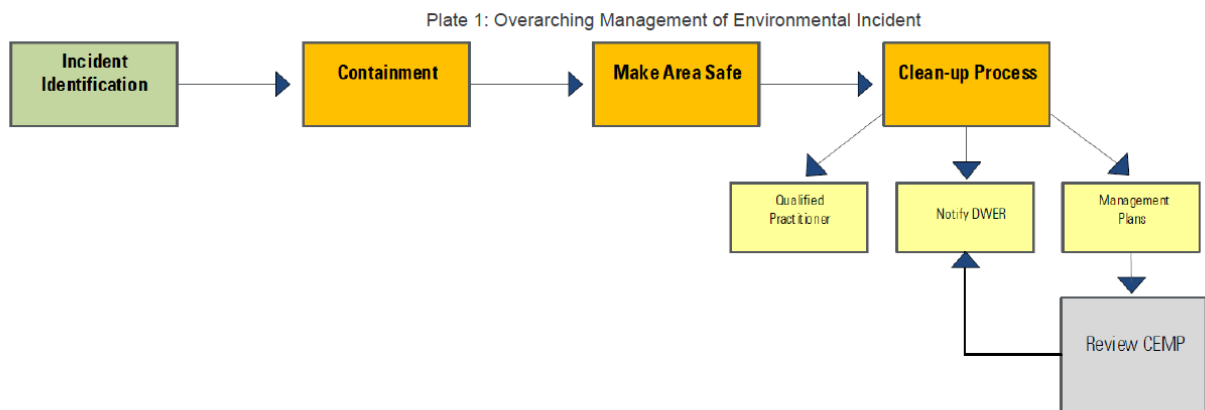 Plate 1: Overarching Management of Environmental Incident
Incident
Identification
Containment
Make Area Safe
Clean-up Process
Qualified
Practitioner
Notify DWER
Management
Plans
Review CEMP